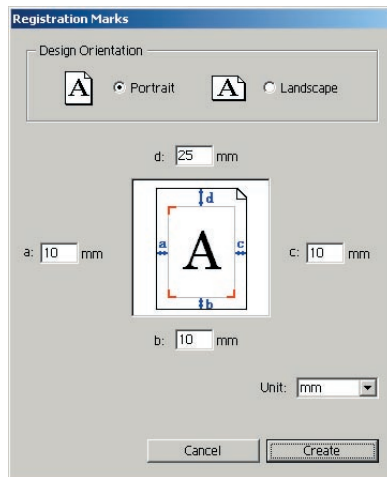 Registration Marks
Design Orientation
A Portrait A Landscape
d: 25 mm
d
a: 10 mm a A c c: 10 mm
b
b: 10 mm
Unit: mm
Cancel Create